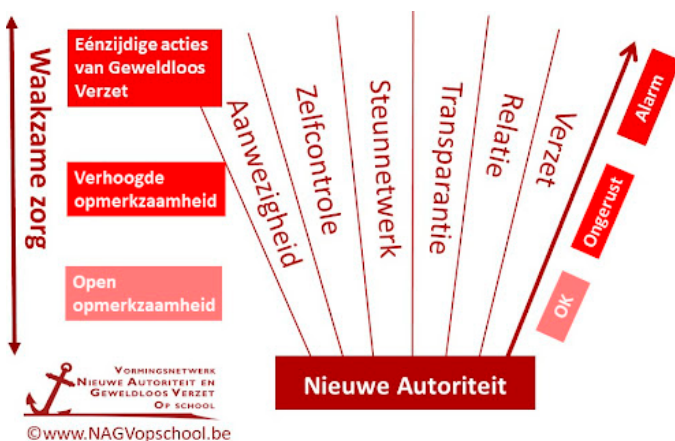 Waakzame zorg
Eénzijdige acties
van Geweldloos
Verzet
Verhoogde
opmerkzaamheid
Open
opmerkzaamheid
Aanwezigheid
Zelfcontrole
Steunnetwerk
Transparantie
Relatie
Verzet
Alarm
Ongerust
OK
Nieuwe Autoriteit
Vormingsnetwerk
Nieuwe Autoriteit en
Geweldloos Verzet
Op school
©www.NAGVopschool.be